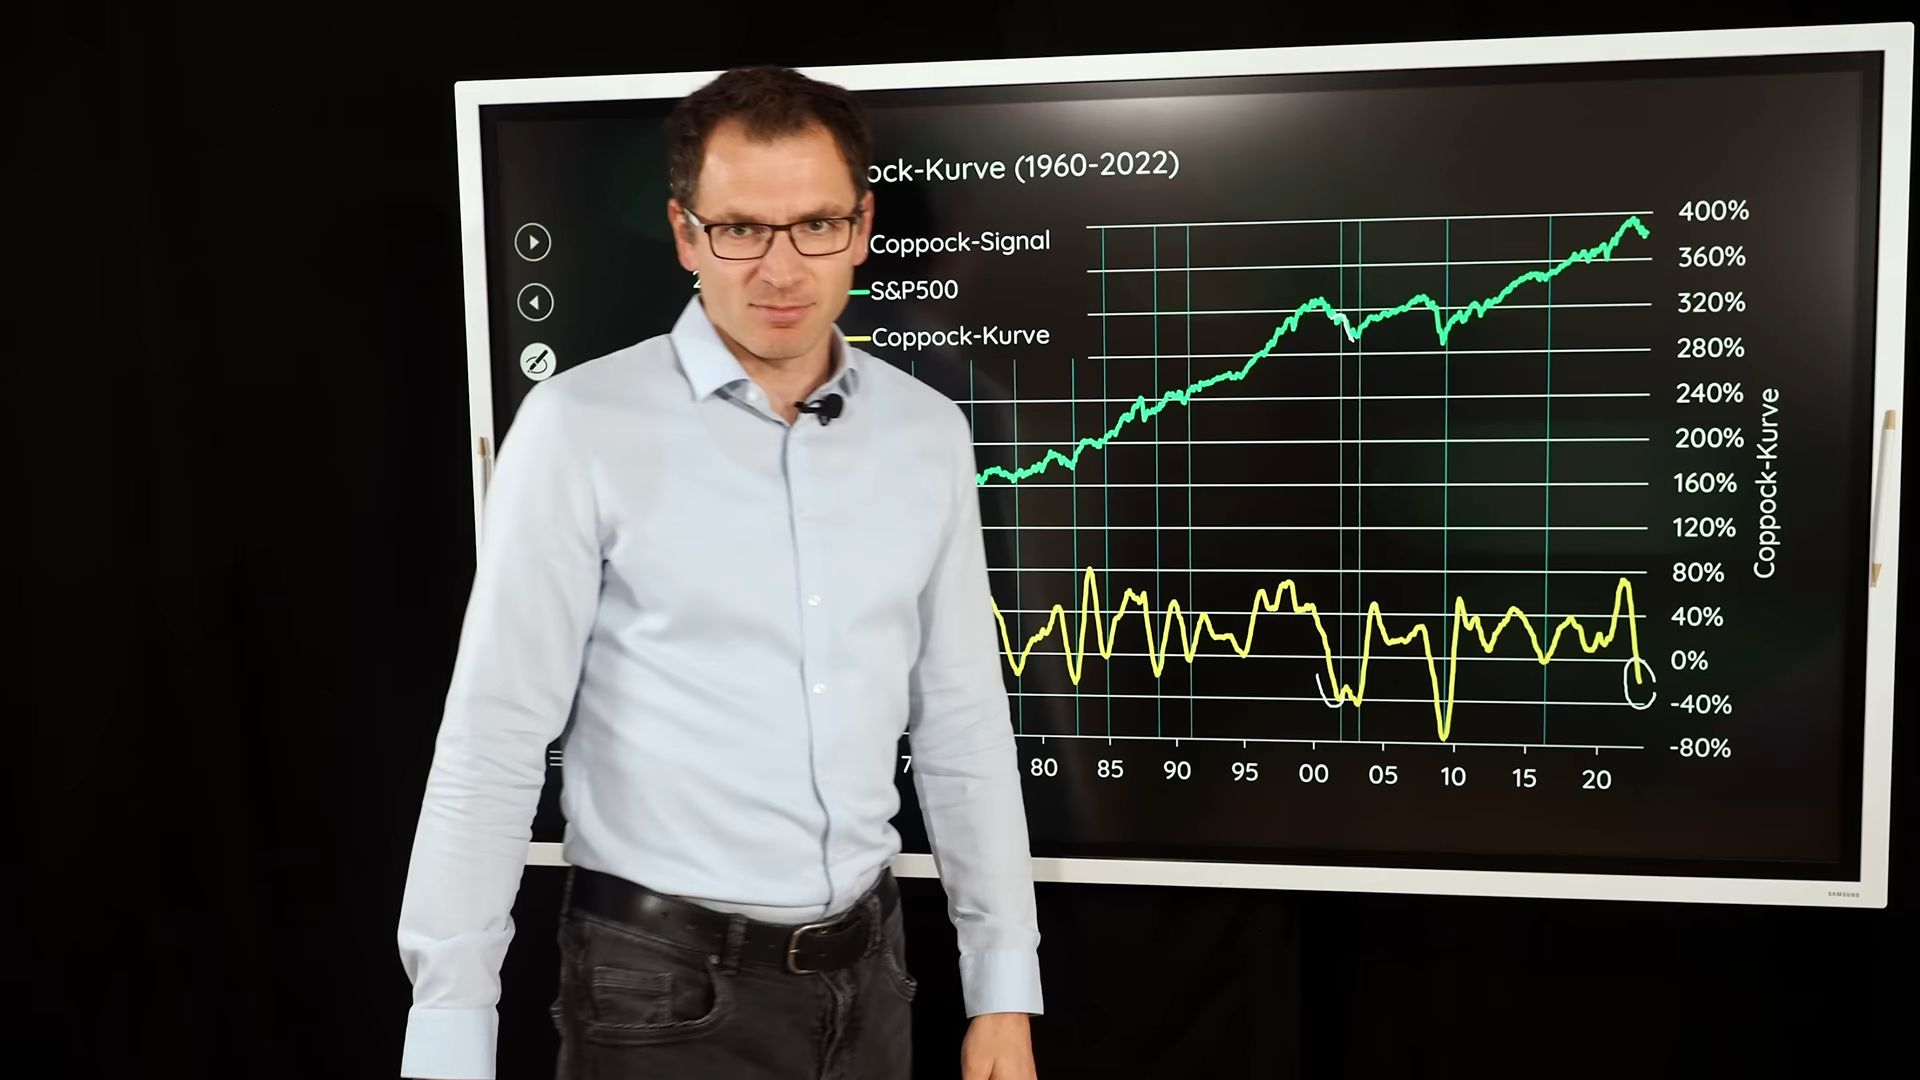 ock-Kurve (1960-2022)
Coppock-Signal
S&P500
Coppock-Kurve
400%
360%
320%
280%
240%
200%
160%
120%
80%
40%
0%
-40%
-80%
Coppock-Kurve
80 85 90 95 00 05 10 15 20
SAMSUNG